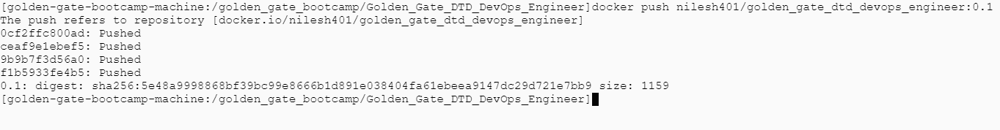 [golden-gate-bootcamp-machine:/golden_gate_bootcamp/Golden_Gate_DTD_DevOps_Engineer]docker push nilesh401/golden_gate_dtd_devops_engineer:0.1
The push refers to repository [docker.io/nilesh401/golden_gate_dtd_devops_engineer]
0cf2ffc800ad: Pushed
ceaf9e1ebef5: Pushed
9b9b7f3d56a0: Pushed
f1b5933fe4b5: Pushed
0.1: digest: sha256:5e48a9998868bf39bc99e8666b1d891e038404fa61ebeea9147dc29d721e7bb9 size: 1159
[golden-gate-bootcamp-machine:/golden_gate_bootcamp/Golden_Gate_DTD_DevOps_Engineer]